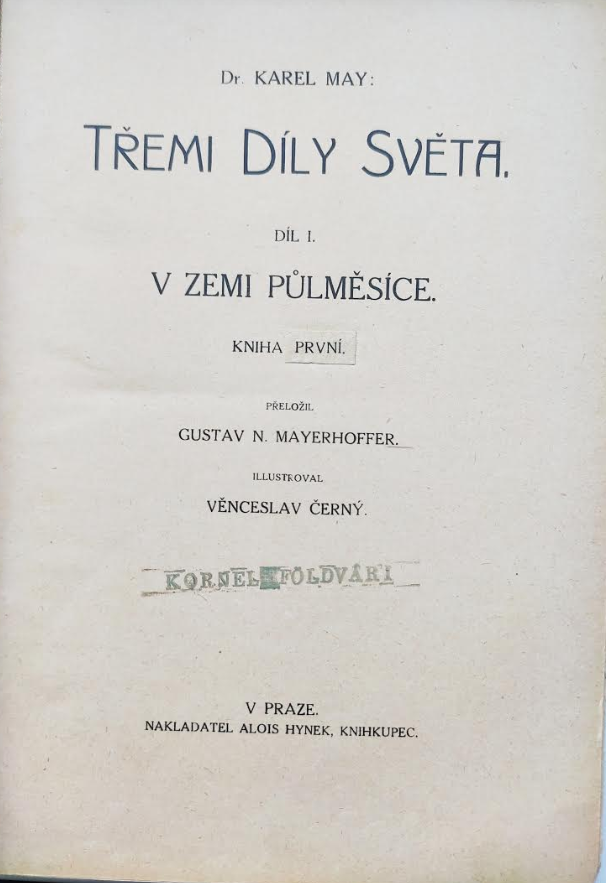 Dr. KAREL MAY:
TŘEMI DÍLY SVĚTA.
DÍL I.
V ZEMI PŮLMĚSÍCE.
KNIHA PRVNÍ.
PŘELOŽIL
GUSTAV N. MAYERHOFFER.
ILLUSTROVAL
VĚNCESLAV ČERNÝ.
KORNEL FÖLDVÁRI
V PRAZE.
NAKLADATEL ALOIS HYNEK, KNIHKUPEC.